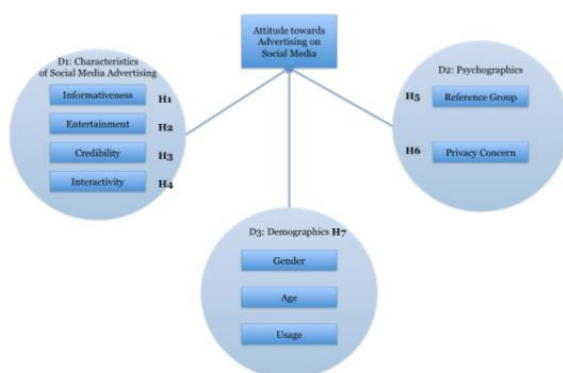 Attitude towards
Advertising on
Social Media
D1: Characteristics
of Social Media Advertising
Informativeness H1
Entertainment H2
Credibility H3
Interactivity H4
D2: Psychographics
H5 Reference Group
H6 Privacy Concern
D3: Demographics H7
Gender
Age
Usage